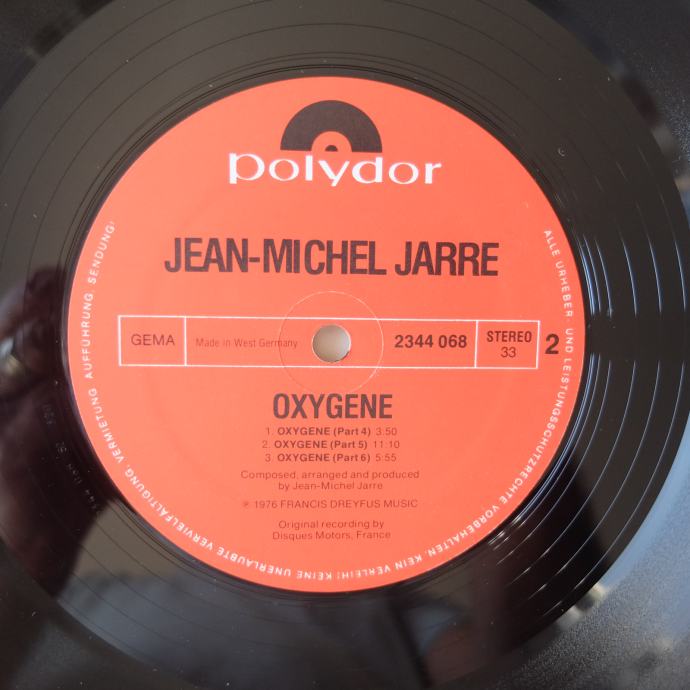 polydor
JEAN-MICHEL JARRE
GEMA
Made in West Germany
2344 068
STEREO
33
2
OXYGENE
1. OXYGENE (Part 4) 3:50
2. OXYGENE (Part 5) 11:10
3. OXYGENE (Part 6) 5:55
Composed, arranged and produced
by Jean-Michel Jarre
℗ 1976 FRANCIS DREYFUS MUSIC
Original recording by
Disques Motors, France
ALLE URHEBER- UND LEISTUNGSSCHUTZRECHTE VORBEHALTEN. KEIN VERLEIH! KEINE UNERLAUBTE VERVIELFÄLTIGUNG, VERMIETUNG, AUFFÜHRUNG, SENDUNG!